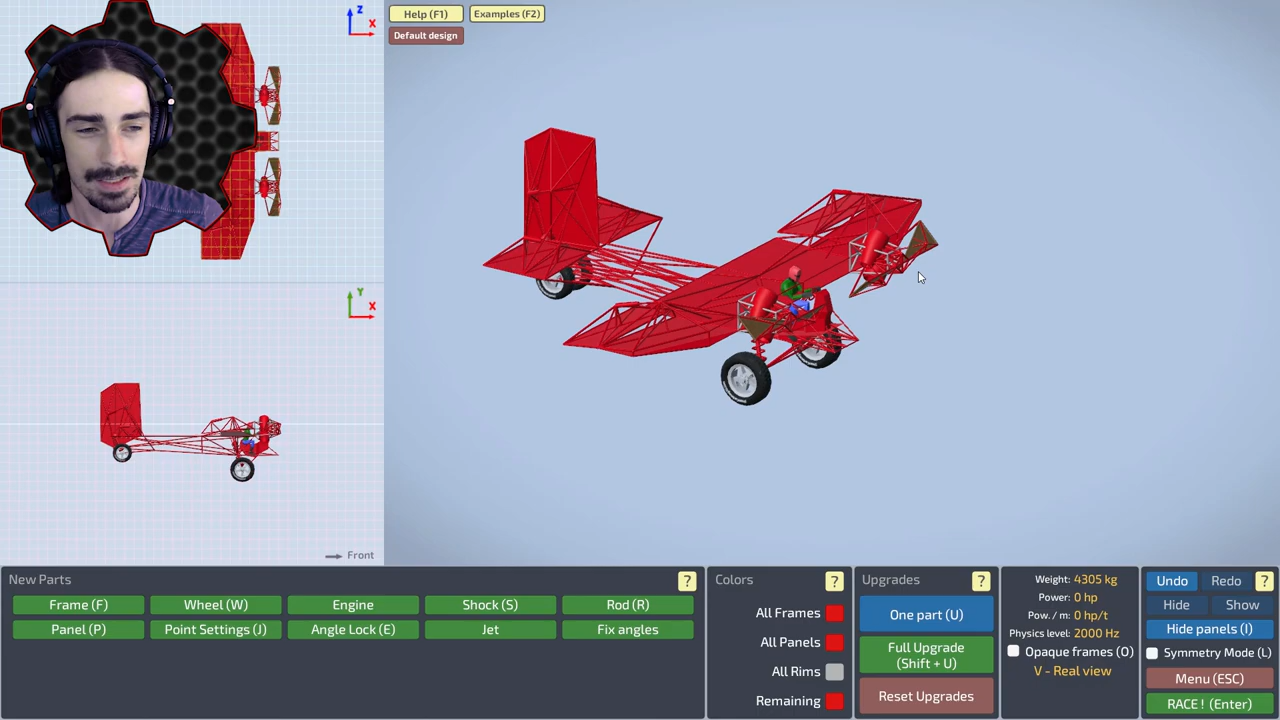 Z
X
Help (F1)
Examples (F2)
Default design
Y
X
Front
New Parts
?
Frame (F)
Wheel (W)
Engine
Shock (S)
Rod (R)
Panel (P)
Point Settings (J)
Angle Lock (E)
Jet
Fix angles
Colors
?
All Frames
All Panels
All Rims
Remaining
Upgrades
?
One part (U)
Full Upgrade
(Shift + U)
Reset Upgrades
Weight: 4305 kg
Power: 0 hp
Pow. / m: 0 hp/t
Physics level: 2000 Hz
Opaque frames (O)
V - Real view
Undo
Redo
?
Hide
Show
Hide panels (I)
Symmetry Mode (L)
Menu (ESC)
RACE ! (Enter)